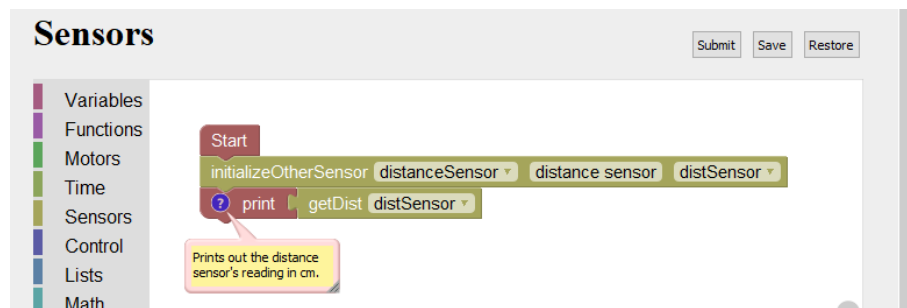 Sensors
Submit Save Restore
Variables
Functions
Motors
Time
Sensors
Control
Lists
Math
Start
initializeOtherSensor distanceSensor distance sensor distSensor
? print getDist distSensor
Prints out the distance
sensor's reading in cm.